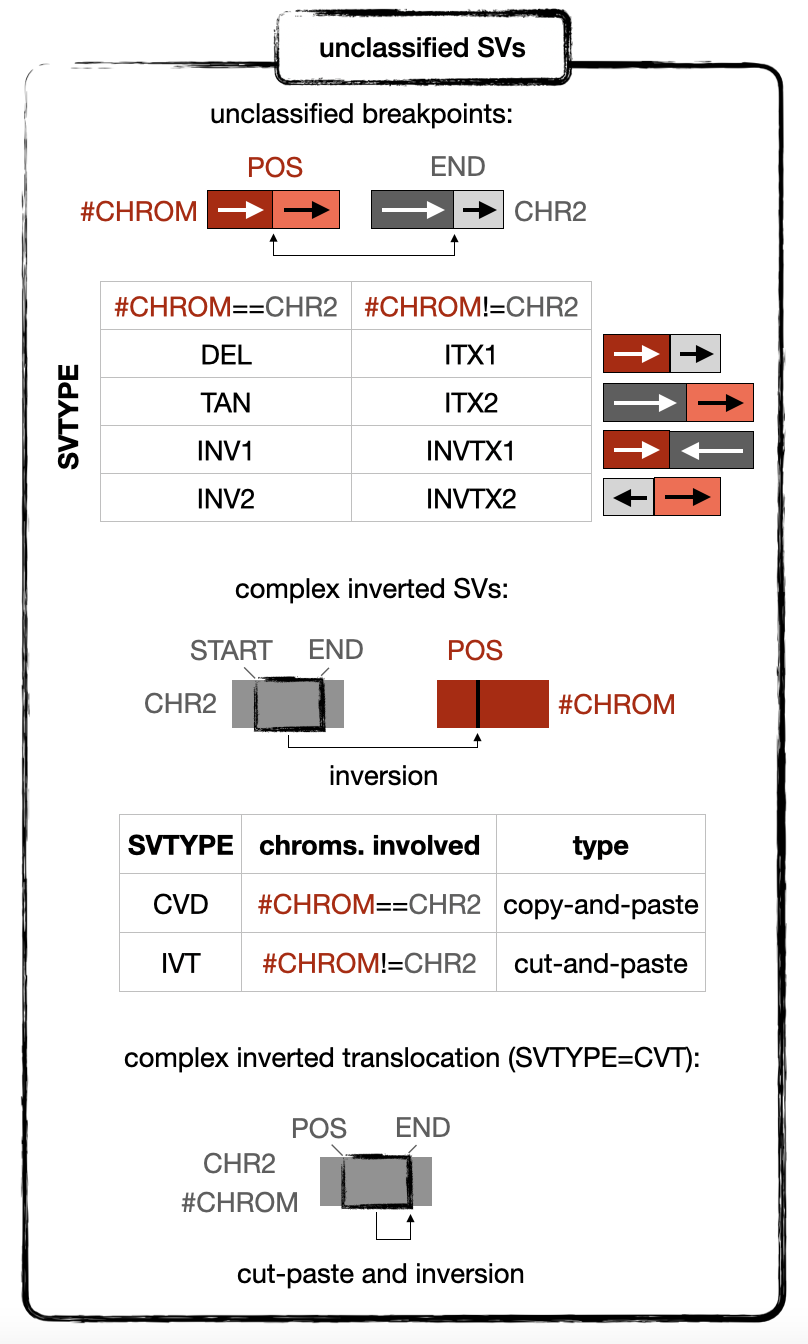 unclassified SVs
unclassified breakpoints:
POS END
#CHROM CHR2
#CHROM==CHR2 #CHROM!=CHR2
SVTYPE
DEL ITX1
TAN ITX2
INV1 INVTX1
INV2 INVTX2
complex inverted SVs:
START END POS
CHR2 #CHROM
inversion
SVTYPE chroms. involved type
CVD #CHROM==CHR2 copy-and-paste
IVT #CHROM!=CHR2 cut-and-paste
complex inverted translocation (SVTYPE=CVT):
POS END
CHR2
#CHROM
cut-paste and inversion